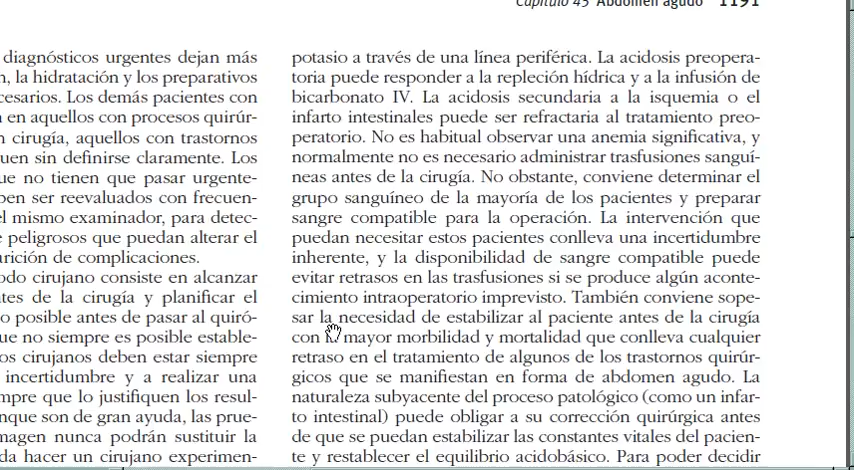 Capítulo 45 Abdomen agudo 1191
diagnósticos urgentes dejan más
n, la hidratación y los preparativos
cesarios. Los demás pacientes con
n en aquellos con procesos quirúr-
n cirugía, aquellos con trastornos
uen sin definirse claramente. Los
ue no tienen que pasar urgente-
ben ser reevaluados con frecuen-
el mismo examinador, para detec-
e peligrosos que puedan alterar el
arición de complicaciones.
odo cirujano consiste en alcanzar
ntes de la cirugía y planificar el
o posible antes de pasar al quiró-
ue no siempre es posible estable-
os cirujanos deben estar siempre
incertidumbre y a realizar una
mpre que lo justifiquen los resul-
nque son de gran ayuda, las prue-
magen nunca podrán sustituir la
da hacer un cirujano experimen-
potasio a través de una línea periférica. La acidosis preopera-
toria puede responder a la repleción hídrica y a la infusión de
bicarbonato IV. La acidosis secundaria a la isquemia o el
infarto intestinales puede ser refractaria al tratamiento preo-
peratorio. No es habitual observar una anemia significativa, y
normalmente no es necesario administrar trasfusiones sanguí-
neas antes de la cirugía. No obstante, conviene determinar el
grupo sanguíneo de la mayoría de los pacientes y preparar
sangre compatible para la operación. La intervención que
puedan necesitar estos pacientes conlleva una incertidumbre
inherente, y la disponibilidad de sangre compatible puede
evitar retrasos en las trasfusiones si se produce algún aconte-
cimiento intraoperatorio imprevisto. También conviene sope-
sar la necesidad de estabilizar al paciente antes de la cirugía
con mayor morbilidad y mortalidad que conlleva cualquier
retraso en el tratamiento de algunos de los trastornos quirúr-
gicos que se manifiestan en forma de abdomen agudo. La
naturaleza subyacente del proceso patológico (como un infar-
to intestinal) puede obligar a su corrección quirúrgica antes
de que se puedan estabilizar las constantes vitales del pacien-
te y restablecer el equilibrio acidobásico. Para poder decidir